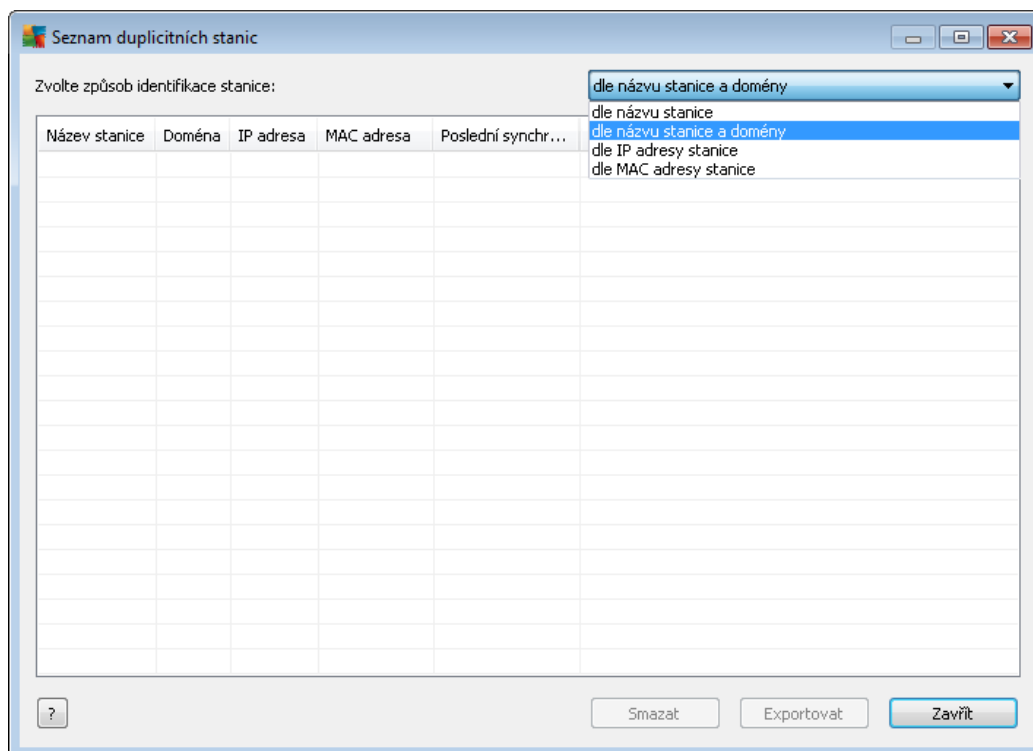 Seznam duplicitních stanic
Zvolte způsob identifikace stanice:
dle názvu stanice a domény
dle názvu stanice
dle názvu stanice a domény
dle IP adresy stanice
dle MAC adresy stanice
Název stanice Doména IP adresa MAC adresa Poslední synchr...
? Smazat Exportovat Zavřít